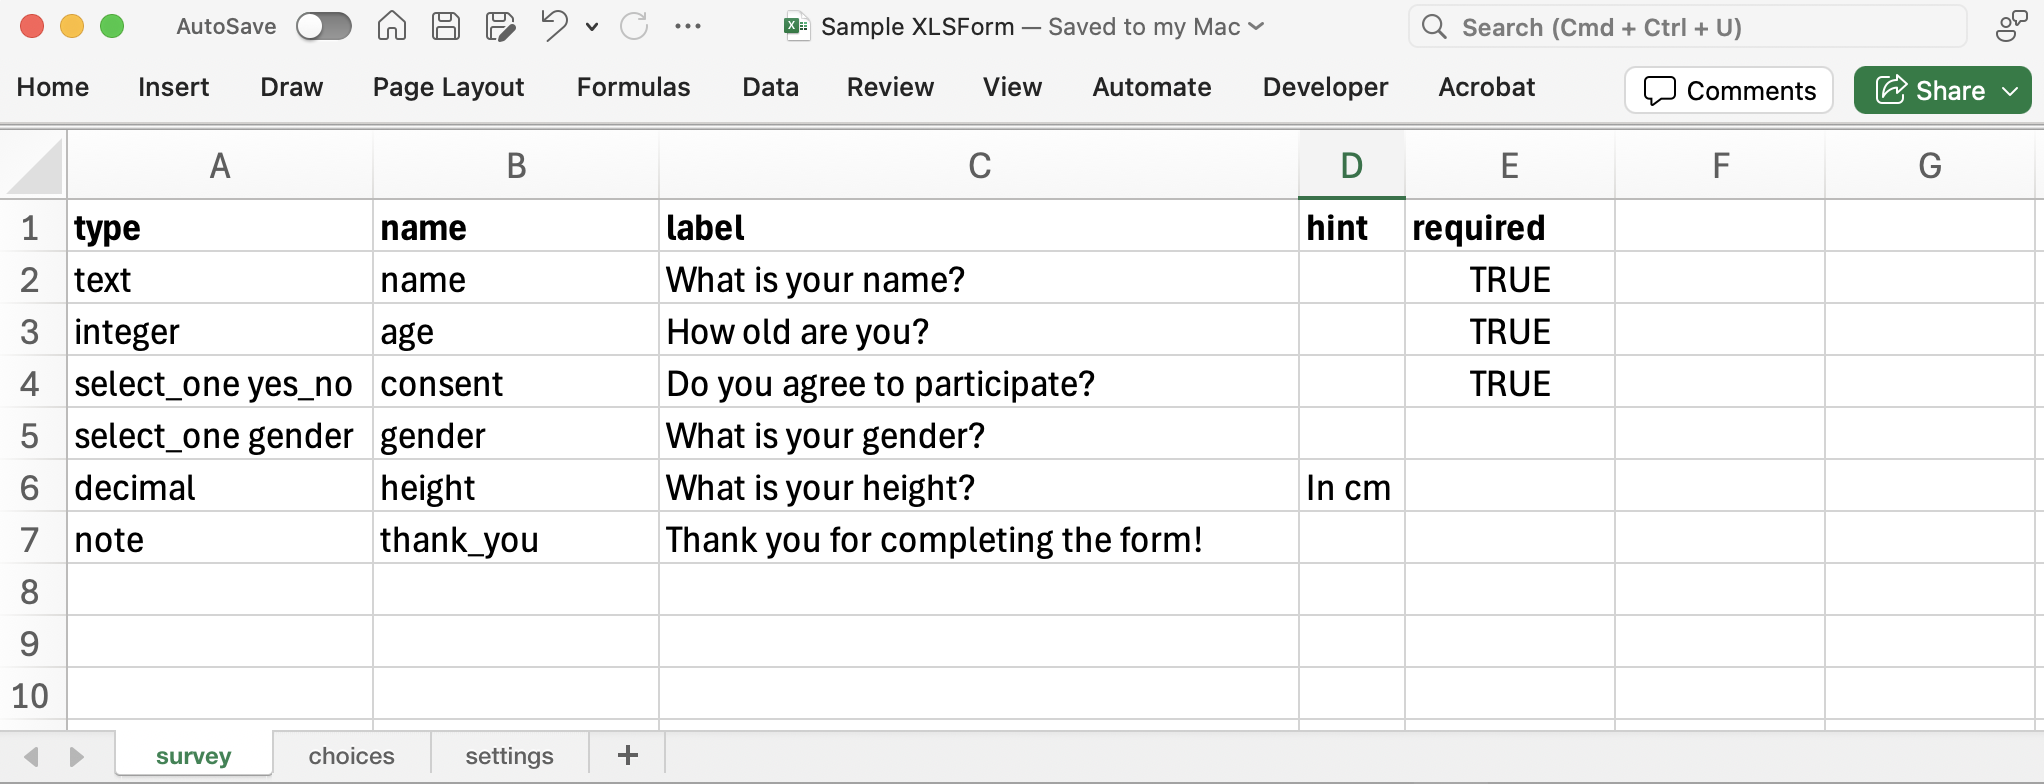 AutoSave Sample XLSForm — Saved to my Mac Search (Cmd + Ctrl + U)
Home Insert Draw Page Layout Formulas Data Review View Automate Developer Acrobat Comments Share
A B C D E F G
1 type name label hint required
2 text name What is your name? TRUE
3 integer age How old are you? TRUE
4 select_one yes_no consent Do you agree to participate? TRUE
5 select_one gender gender What is your gender?
6 decimal height What is your height? In cm
7 note thank_you Thank you for completing the form!
8
9
10
survey choices settings +